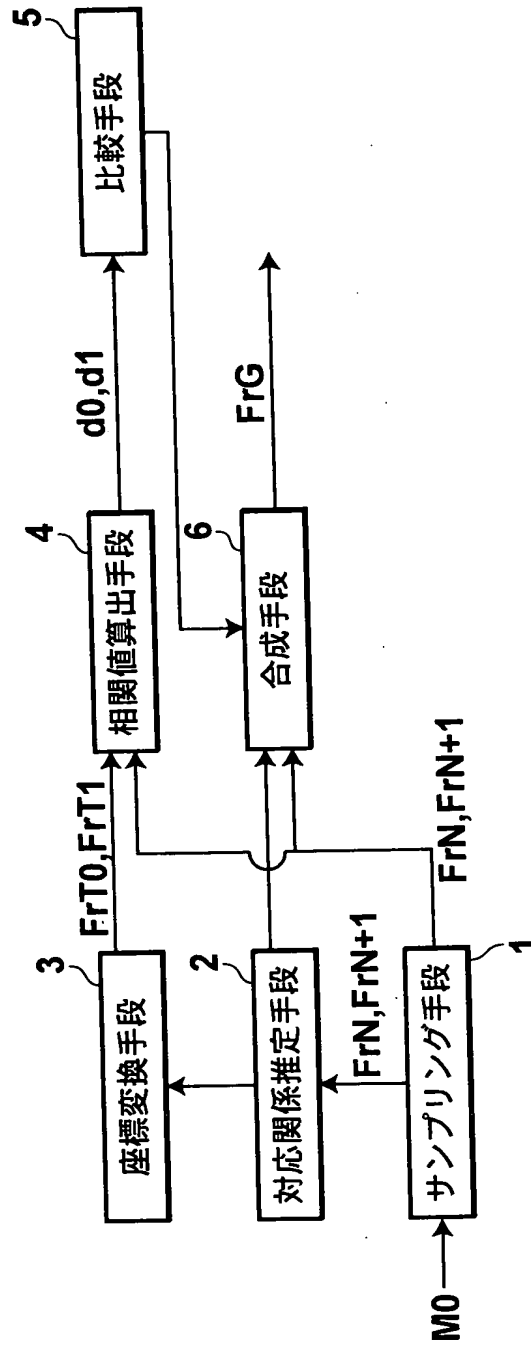 5
比較手段
d0,d1
4
相関値算出手段
FrG
6
合成手段
FrT0,FrT1
3
座標変換手段
2
対応関係推定手段
FrN,FrN+1
FrN,FrN+1
1
サンプリング手段
M0